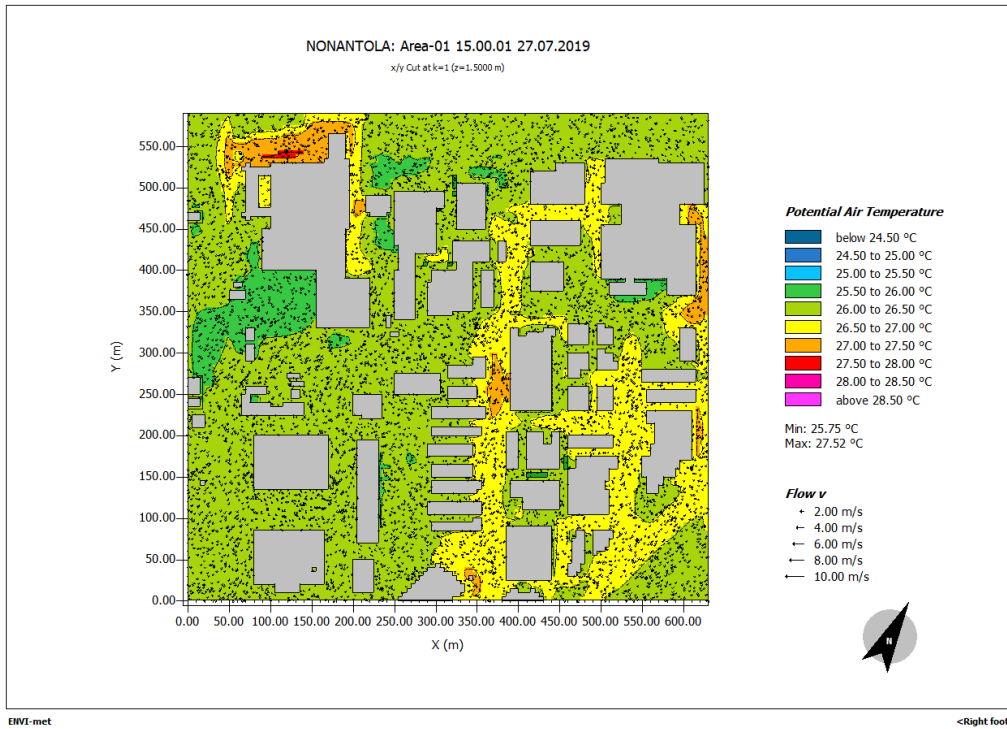 NONANTOLA: Area-01 15.00.01 27.07.2019
x/y Cut at k=1 (z=1.5000 m)
550.00
500.00
450.00
400.00
350.00
300.00
250.00
200.00
150.00
100.00
50.00
0.00
Y (m)
0.00 50.00 100.00 150.00 200.00 250.00 300.00 350.00 400.00 450.00 500.00 550.00 600.00
X (m)
Potential Air Temperature
below 24.50 °C
24.50 to 25.00 °C
25.00 to 25.50 °C
25.50 to 26.00 °C
26.00 to 26.50 °C
26.50 to 27.00 °C
27.00 to 27.50 °C
27.50 to 28.00 °C
28.00 to 28.50 °C
above 28.50 °C
Min: 25.75 °C
Max: 27.52 °C
Flow v
2.00 m/s
4.00 m/s
6.00 m/s
8.00 m/s
10.00 m/s
N
ENVI-met
<Right foot